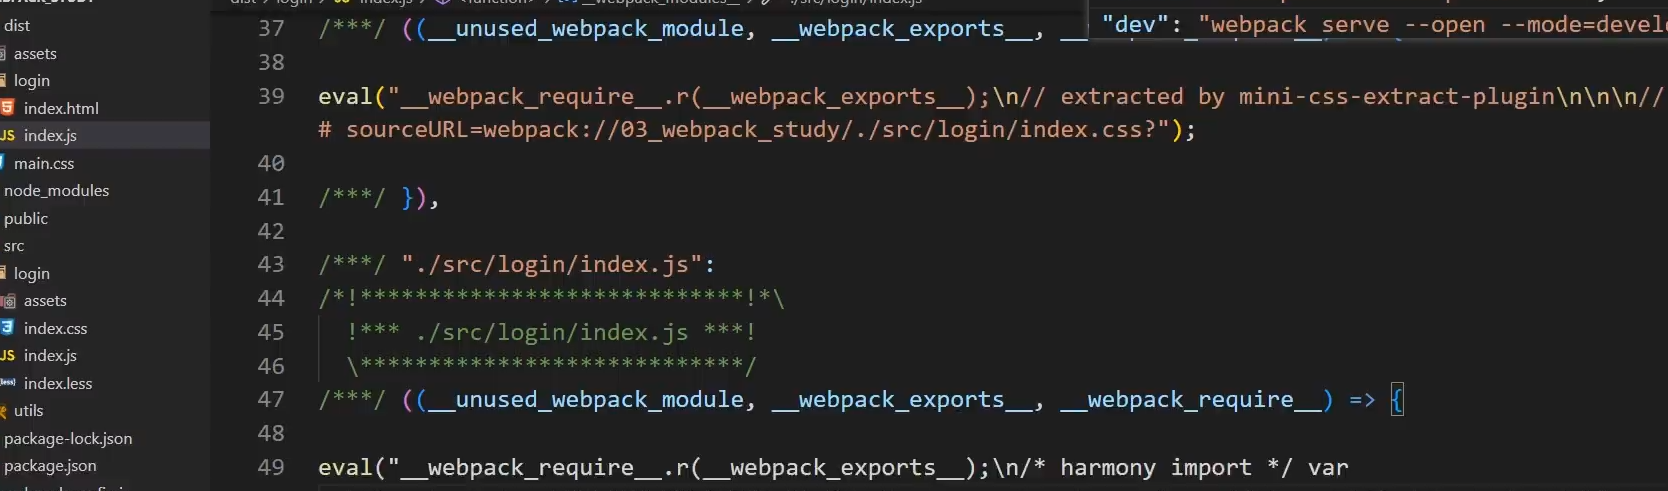 dist
assets
login
index.html
JS index.js
main.css
node_modules
public
src
login
assets
index.css
JS index.js
index.less
utils
package-lock.json
package.json
"dev": "webpack serve --open --mode=devel
37 /***/ ((__unused_webpack_module, __webpack_exports__,
38
39 eval("__webpack_require__.r(__webpack_exports__);\n// extracted by mini-css-extract-plugin\n\n\n//
# sourceURL=webpack://03_webpack_study/./src/login/index.css?");
40
41 /***/ }),
42
43 /***/ "./src/login/index.js":
44 /*!****************************!*\
45 !*** ./src/login/index.js ***!
46 \****************************/
47 /***/ ((__unused_webpack_module, __webpack_exports__, __webpack_require__) => {
48
49 eval("__webpack_require__.r(__webpack_exports__);\n/* harmony import */ var